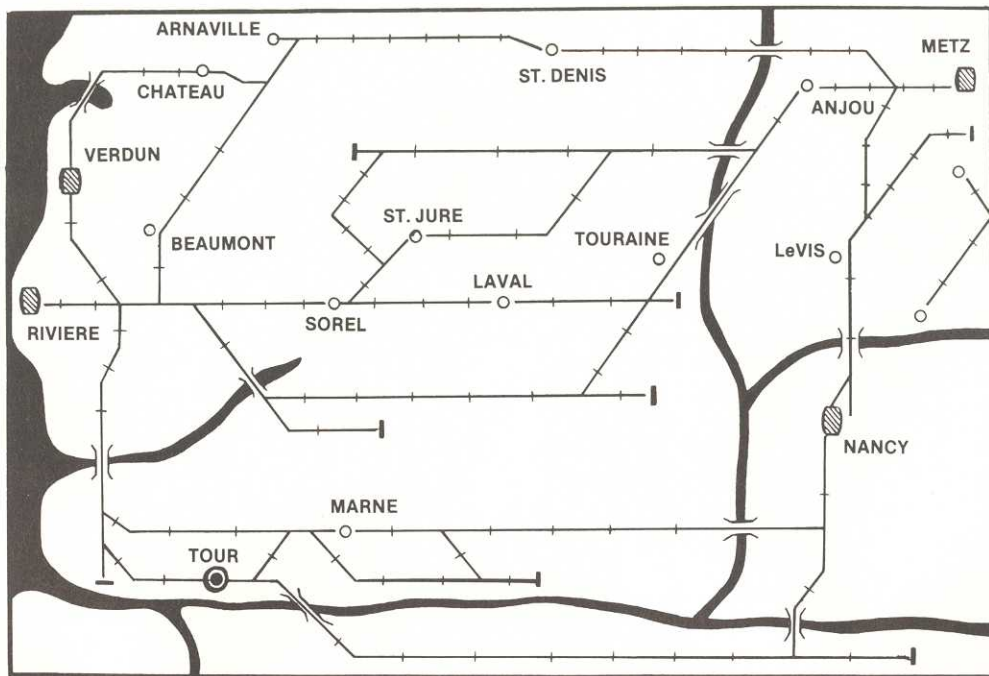 ARNAVILLE
METZ
ST. DENIS
CHATEAU
ANJOU
VERDUN
ST. JURE
BEAUMONT
TOURAINE
LeVIS
LAVAL
RIVIERE
SOREL
NANCY
MARNE
TOUR